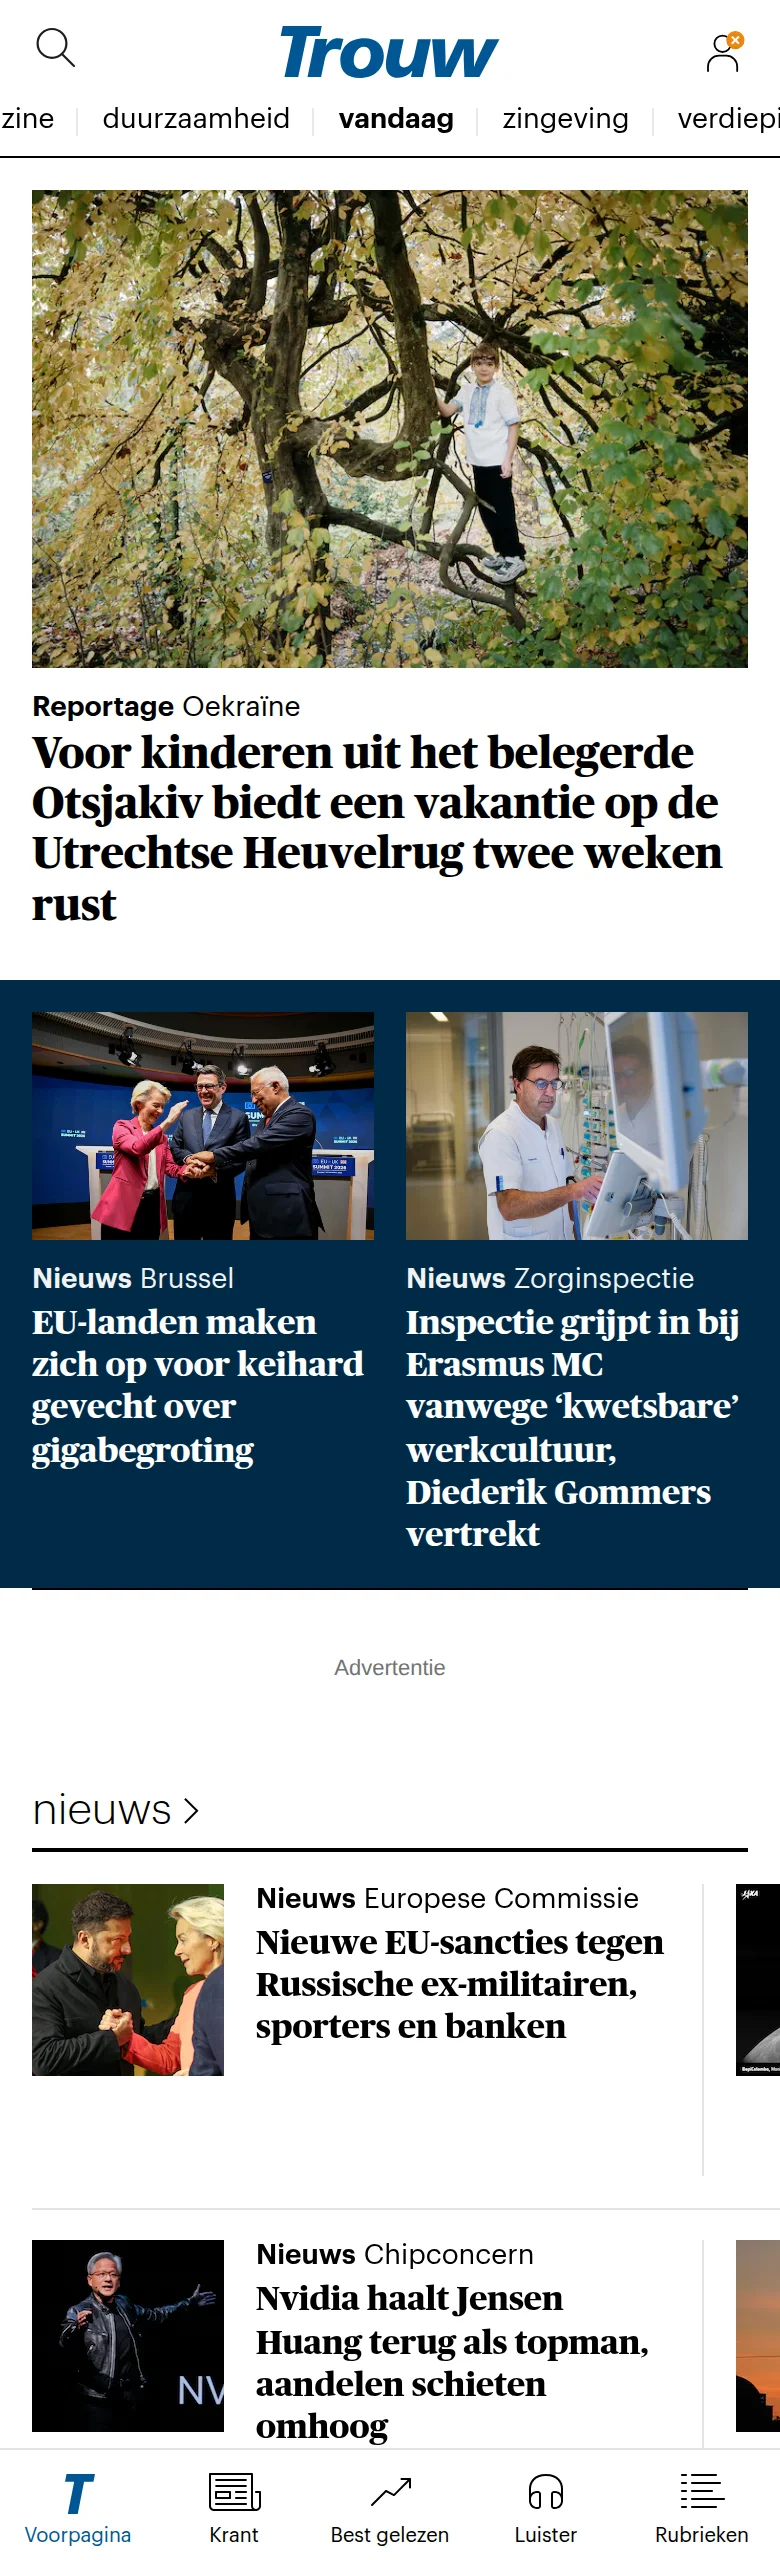 Trouw
zine
duurzaamheid
vandaag
zingeving
verdiepi
Reportage Oekraïne
Voor kinderen uit het belegerde
Otsjakiv biedt een vakantie op de
Utrechtse Heuvelrug twee weken
rust
Nieuws Brussel
EU-landen maken
zich op voor keihard
gevecht over
gigabegroting
Nieuws Zorginspectie
Inspectie grijpt in bij
Erasmus MC
vanwege ‘kwetsbare’
werkcultuur,
Diederik Gommers
vertrekt
Advertentie
nieuws
Nieuws Europese Commissie
Nieuwe EU-sancties tegen
Russische ex-militairen,
sporters en banken
Nieuws Chipconcern
Nvidia haalt Jensen
Huang terug als topman,
aandelen schieten
omhoog
NV
T
Voorpagina
Krant
Best gelezen
Luister
Rubrieken